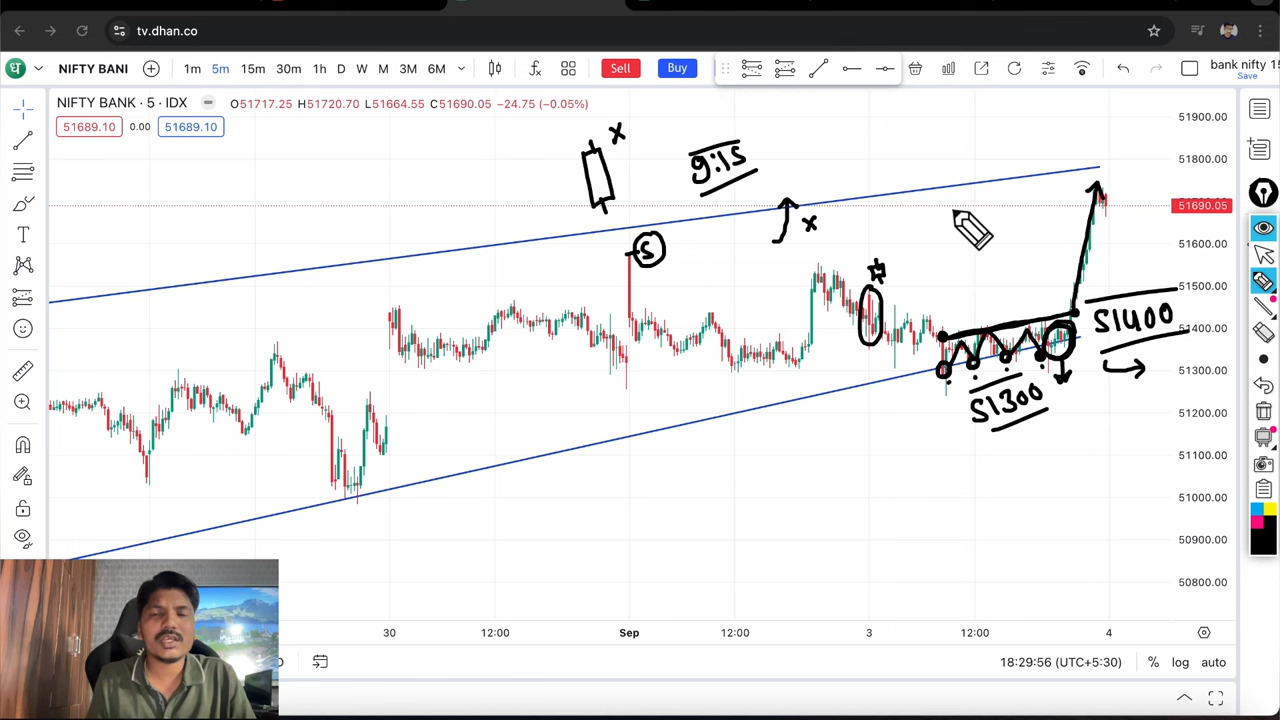 tv.dhan.co
NIFTY BANI
1m 5m 15m 30m 1h D W M 3M 6M
Sell Buy
bank nifty 15
Save
NIFTY BANK · 5 · IDX
O51717.25 H51720.70 L51664.55 C51690.05 −24.75 (−0.05%)
51689.10 0.00 51689.10
51900.00
51800.00
51690.05
51600.00
51500.00
51400.00
51300.00
51200.00
51100.00
51000.00
50900.00
50800.00
x
9:15
x
S
51400
51300
30 12:00 Sep 12:00 3 12:00 4
18:29:56 (UTC+5:30) % log auto